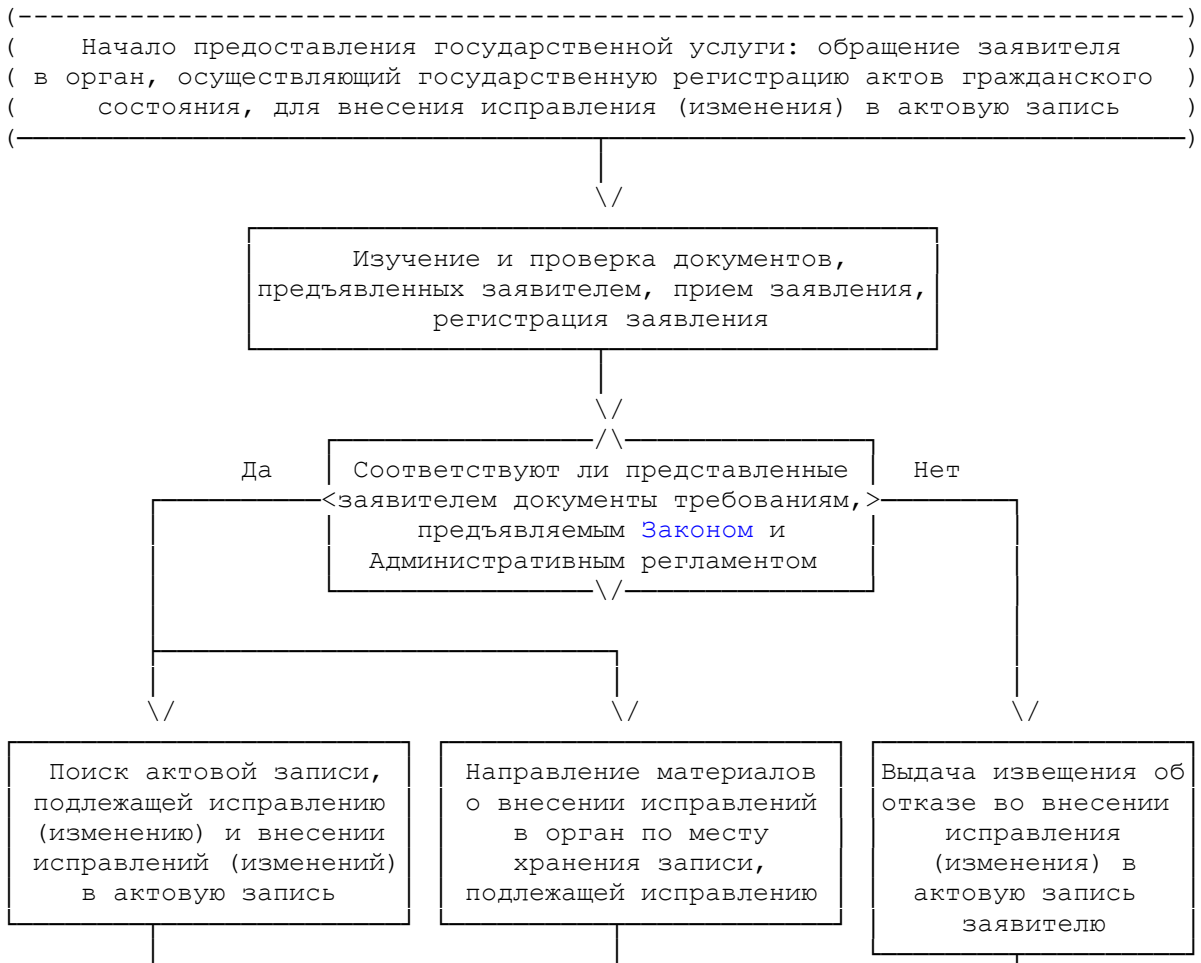 Начало предоставления государственной услуги: обращение заявителя
в орган, осуществляющий государственную регистрацию актов гражданского
состояния, для внесения исправления (изменения) в актовую запись
Изучение и проверка документов,
предъявленных заявителем, прием заявления,
регистрация заявления
Да
Соответствуют ли представленные
заявителем документы требованиям,
предъявляемым Законом и
Административным регламентом
Нет
Поиск актовой записи,
подлежащей исправлению
(изменению) и внесении
исправлений (изменений)
в актовую запись
Направление материалов
о внесении исправлений
в орган по месту
хранения записи,
подлежащей исправлению
Выдача извещения об
отказе во внесении
исправления
(изменения) в
актовую запись
заявителю